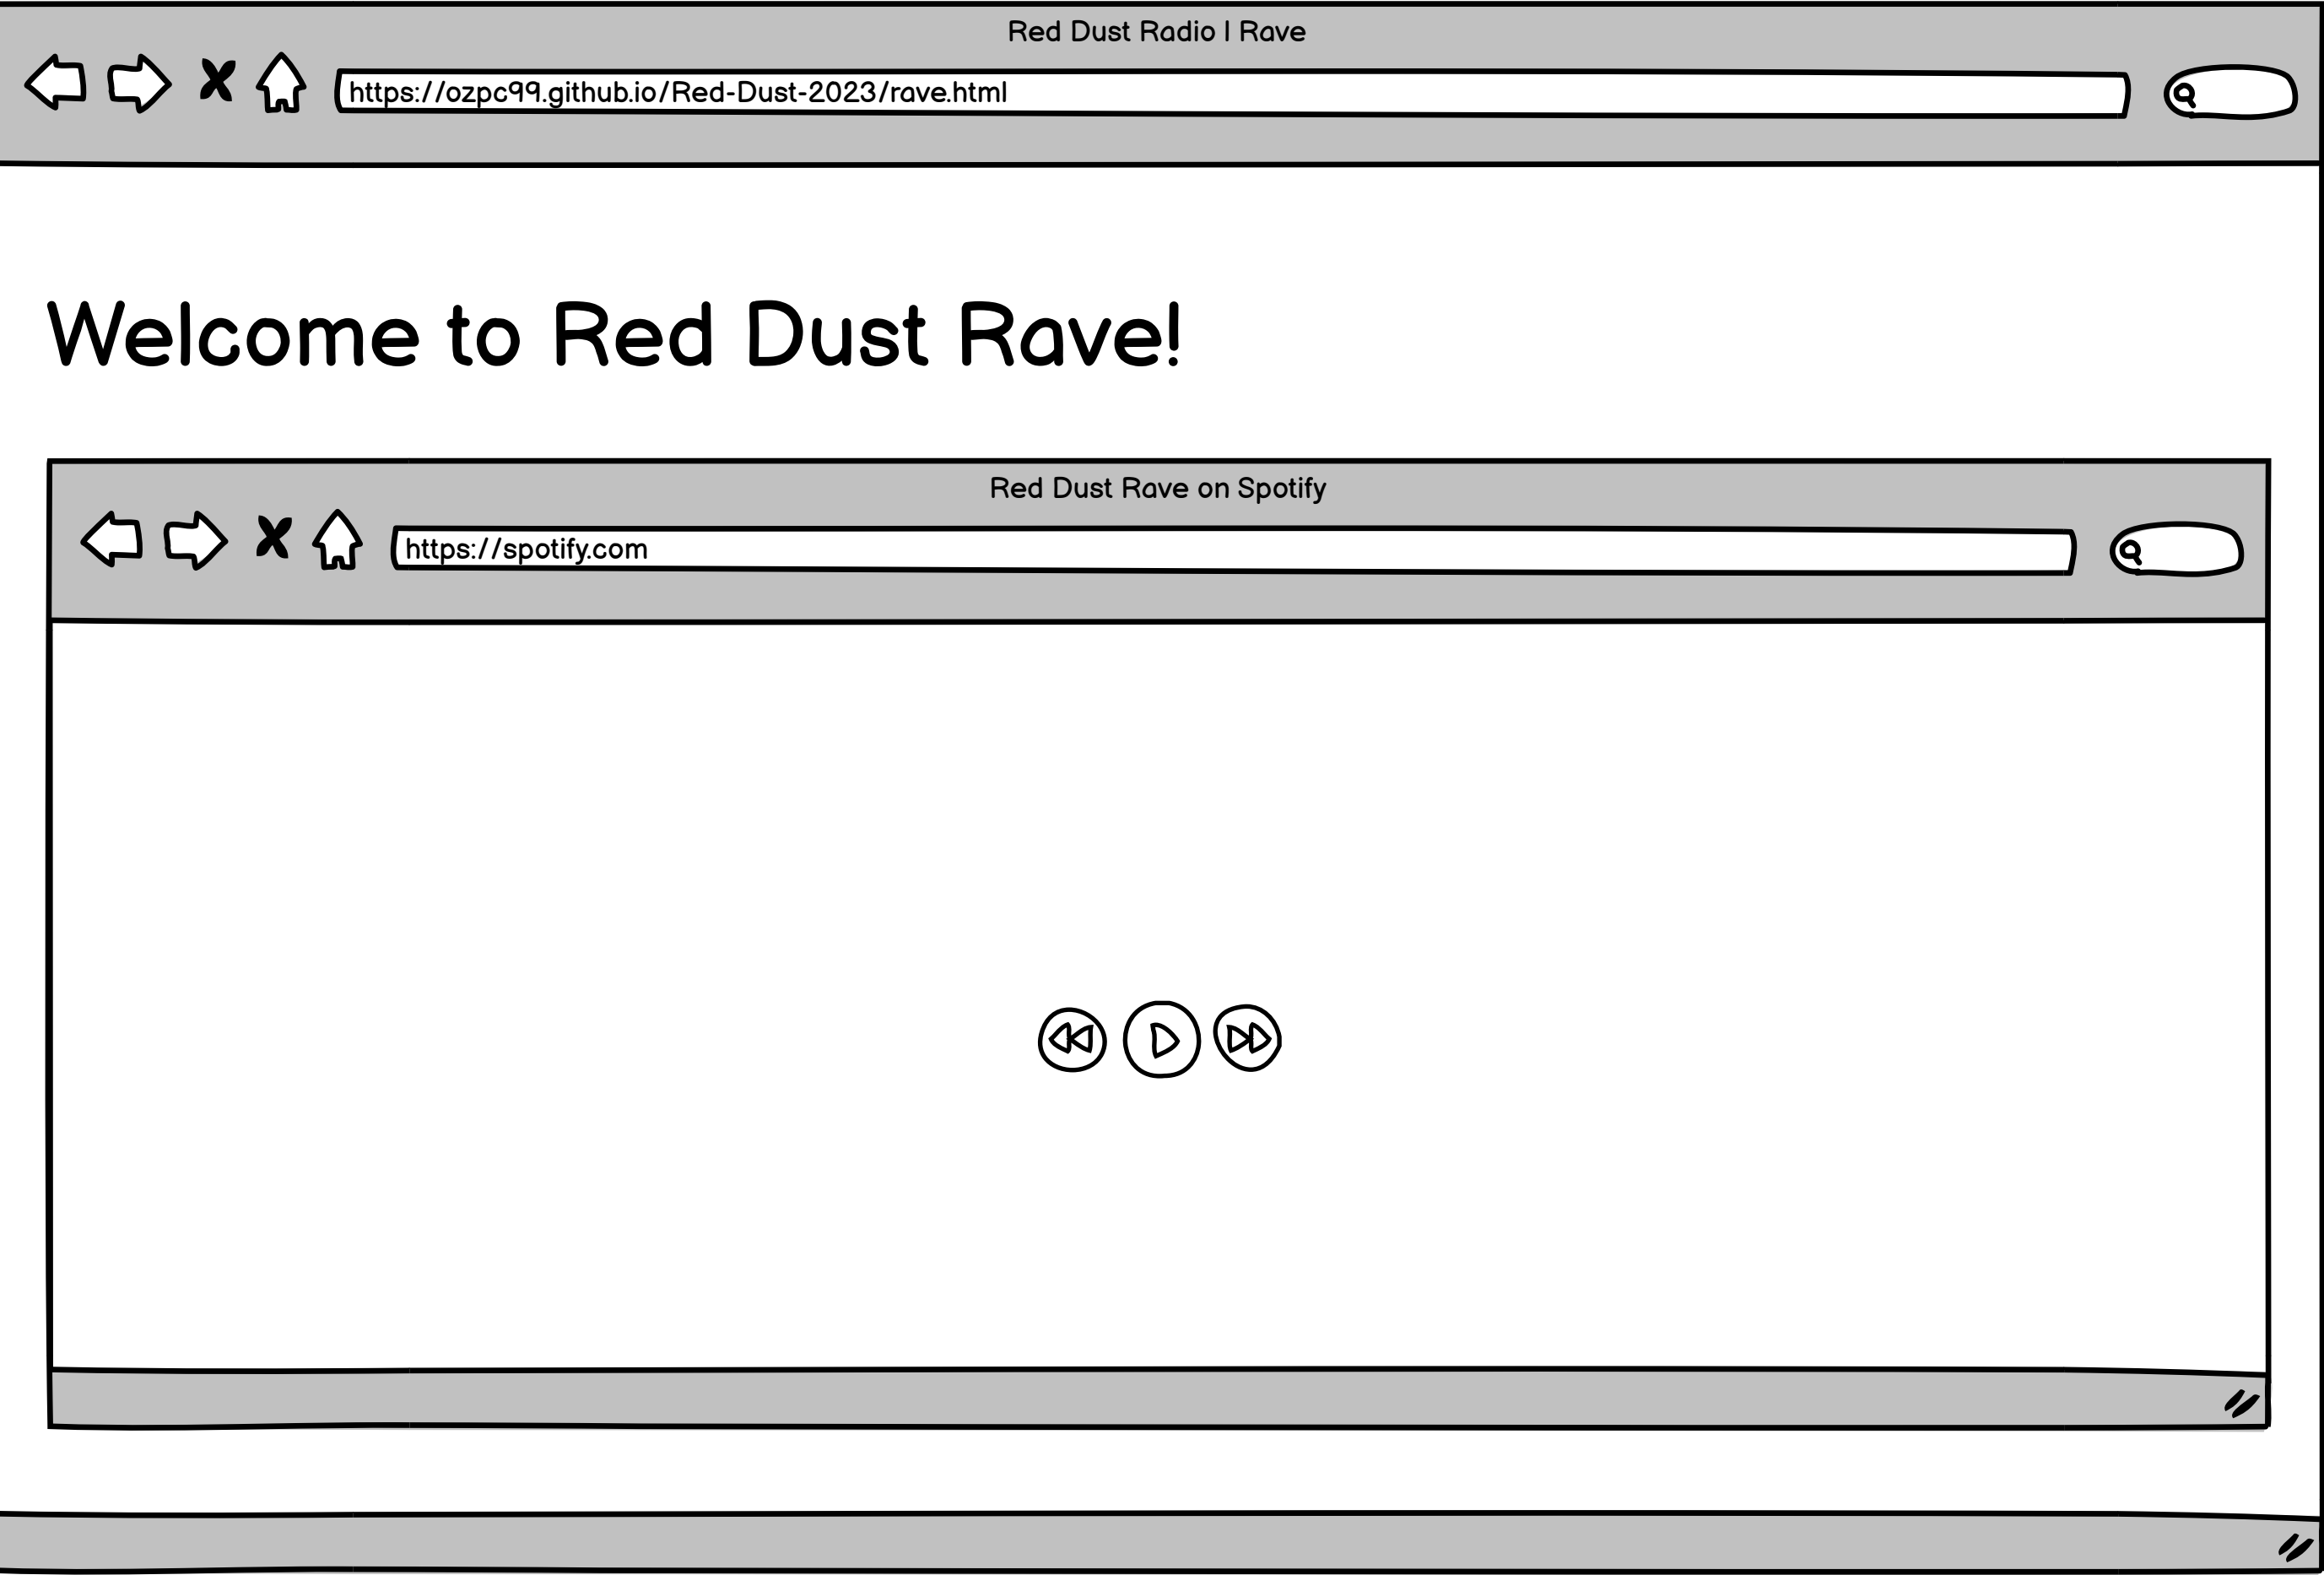 Red Dust Radio | Rave
https://ozpc99.github.io/Red-Dust-2023/rave.html
Welcome to Red Dust Rave!
Red Dust Rave on Spotify
https://spotify.com